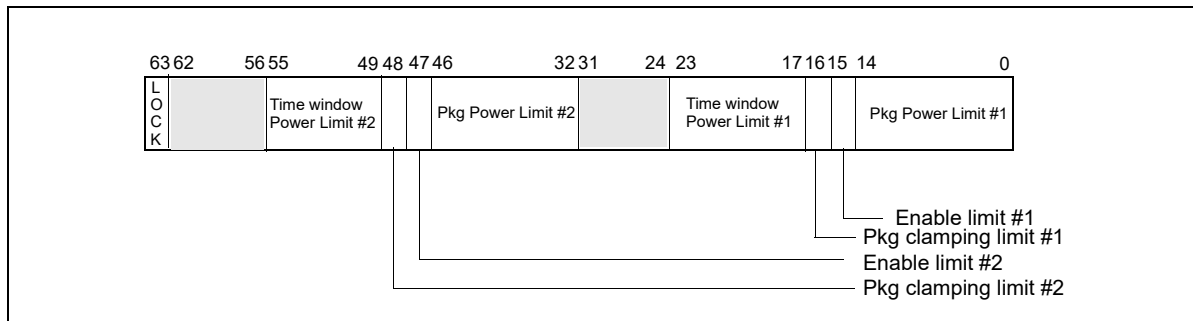 63 62 56 55 49 48 47 46 32 31 24 23 17 16 15 14 0
L
O
C
K
Time window
Power Limit #2
Pkg Power Limit #2
Time window
Power Limit #1
Pkg Power Limit #1
Enable limit #1
Pkg clamping limit #1
Enable limit #2
Pkg clamping limit #2